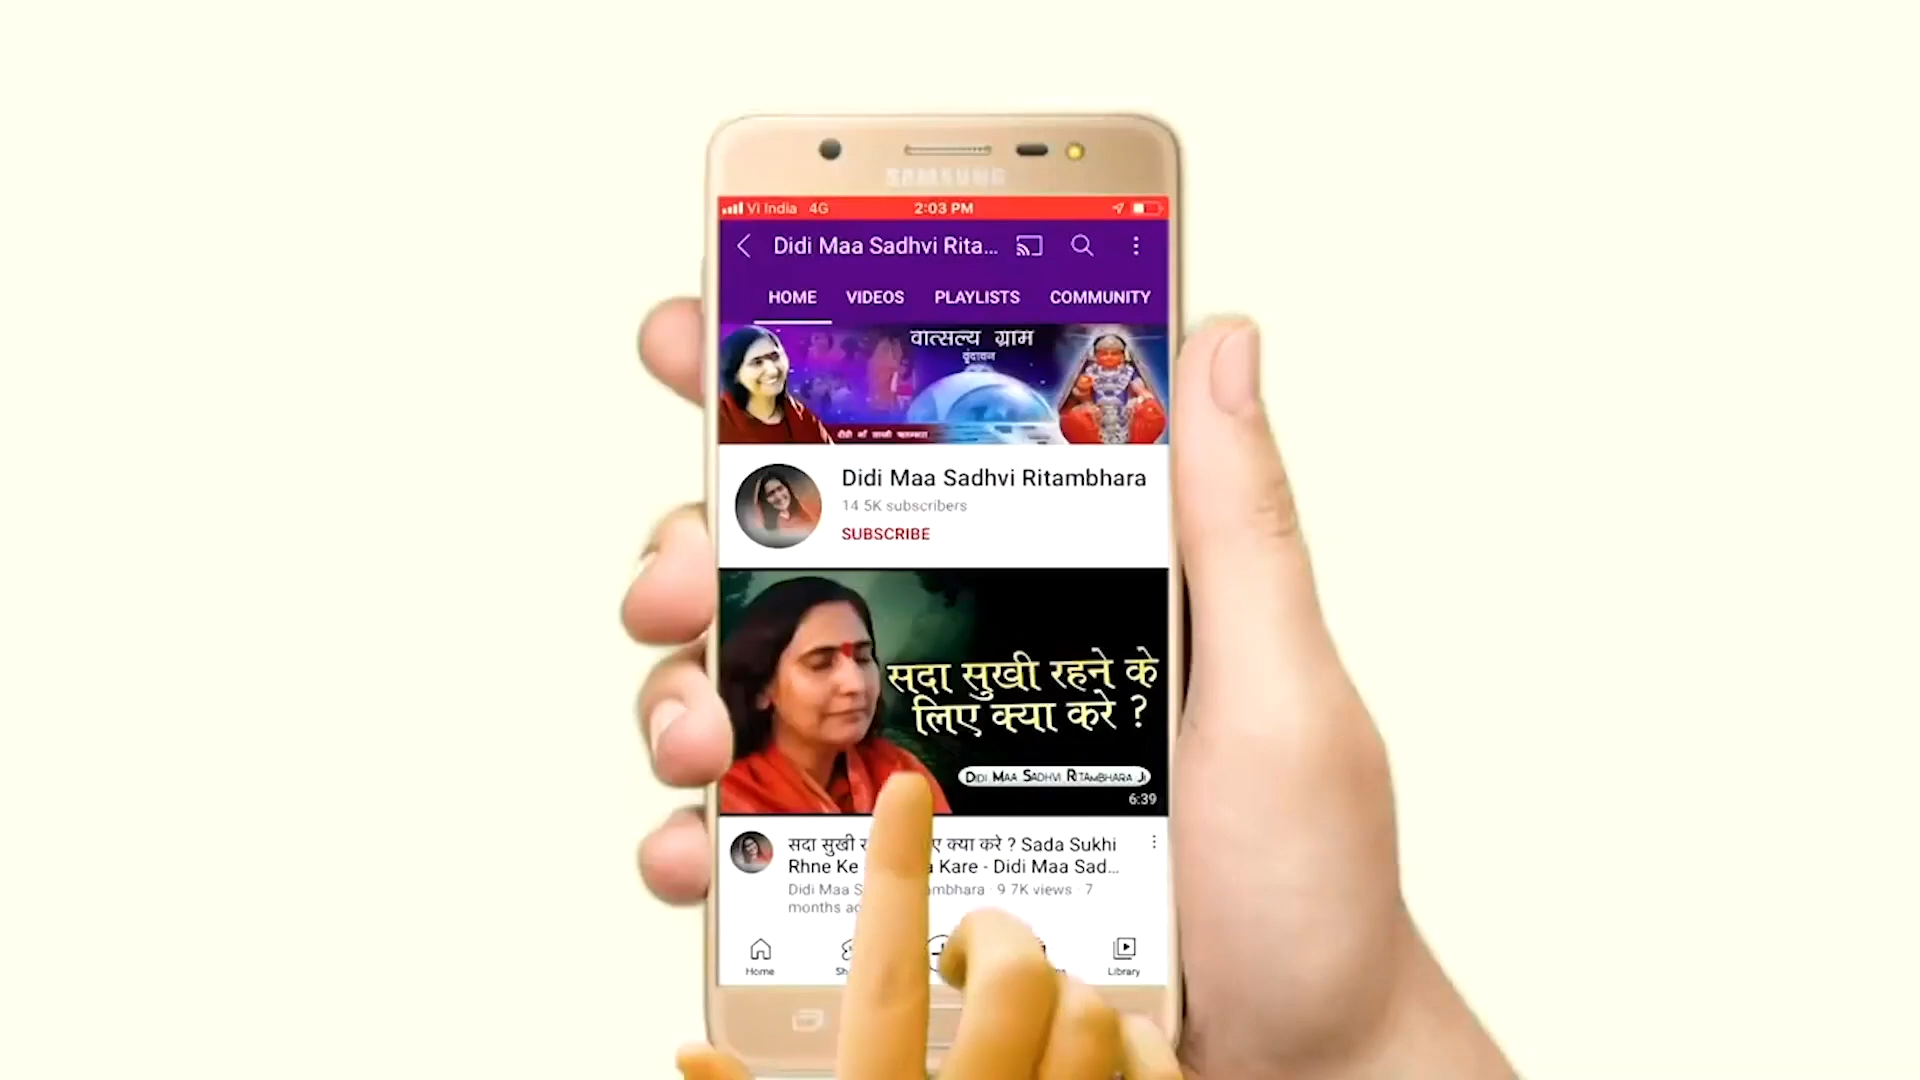 SAMSUNG
Vi India 4G 2:03 PM
Didi Maa Sadhvi Rita...
HOME VIDEOS PLAYLISTS COMMUNITY
वात्सल्य ग्राम
वृंदावन
Didi Maa Sadhvi Ritambhara
14 5K subscribers
SUBSCRIBE
सदा सुखी रहने के
लिए क्या करे ?
DIDI MAA SADHVI RITAMBHARA JI
6:39
सदा सुखी क्या करे ? Sada Sukhi
Rhne Ke Kare - Didi Maa Sad...
Didi Maa 9 7K views 7
months
Home Library